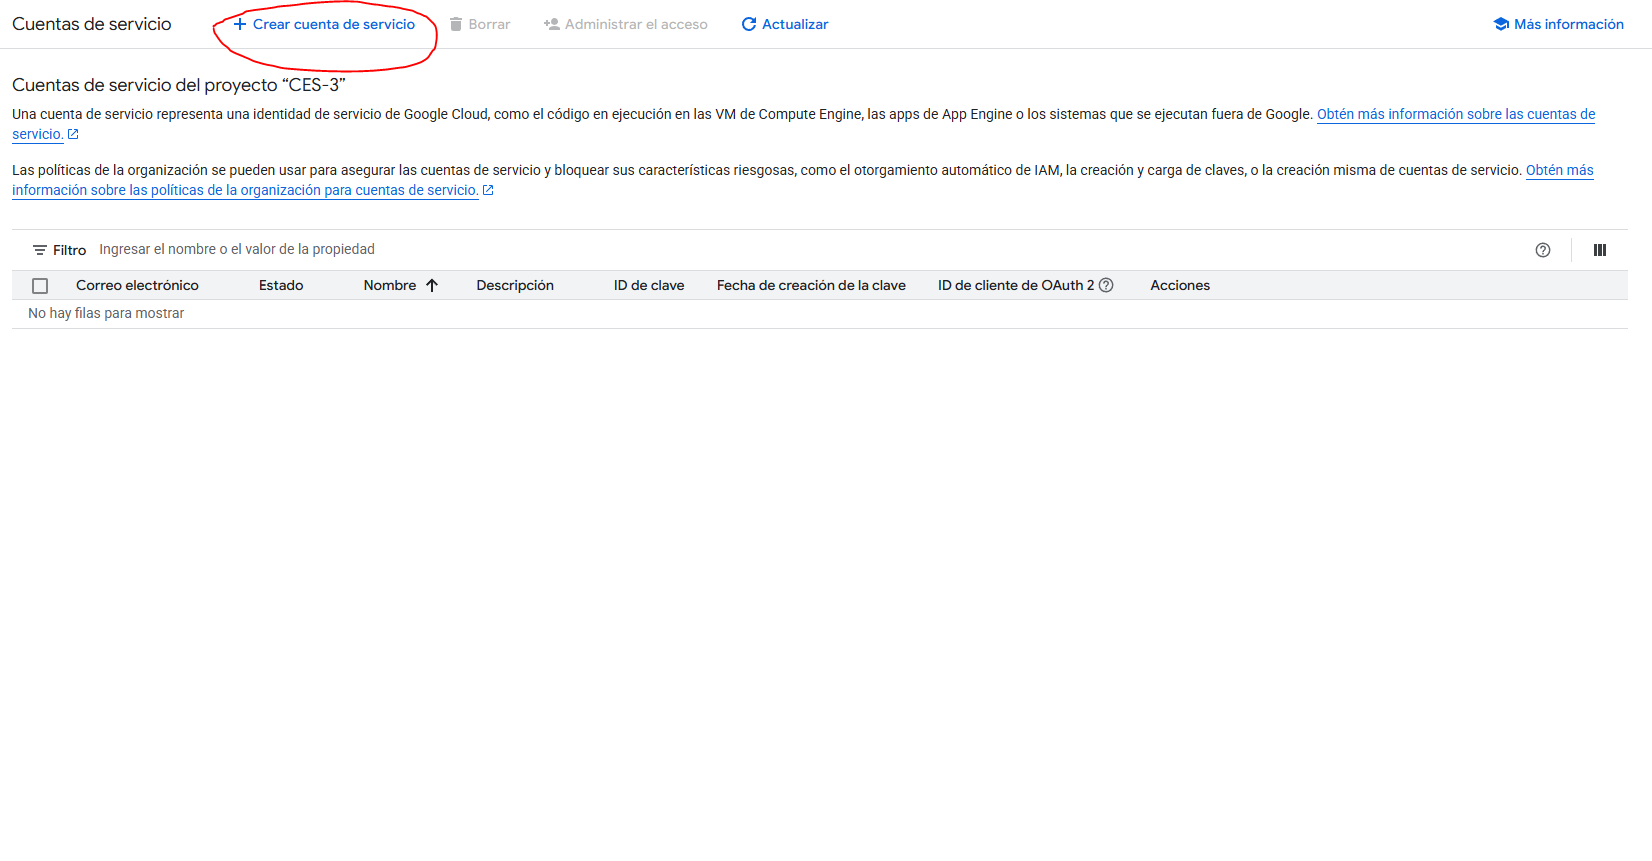 Cuentas de servicio
Crear cuenta de servicio
Borrar
Administrar el acceso
Actualizar
Más información
Cuentas de servicio del proyecto “CES-3”
Una cuenta de servicio representa una identidad de servicio de Google Cloud, como el código en ejecución en las VM de Compute Engine, las apps de App Engine o los sistemas que se ejecutan fuera de Google. Obtén más información sobre las cuentas de
servicio.
Las políticas de la organización se pueden usar para asegurar las cuentas de servicio y bloquear sus características riesgosas, como el otorgamiento automático de IAM, la creación y carga de claves, o la creación misma de cuentas de servicio. Obtén más
información sobre las políticas de la organización para cuentas de servicio.
Filtro Ingresar el nombre o el valor de la propiedad
Correo electrónico Estado Nombre Descripción ID de clave Fecha de creación de la clave ID de cliente de OAuth 2 Acciones
No hay filas para mostrar